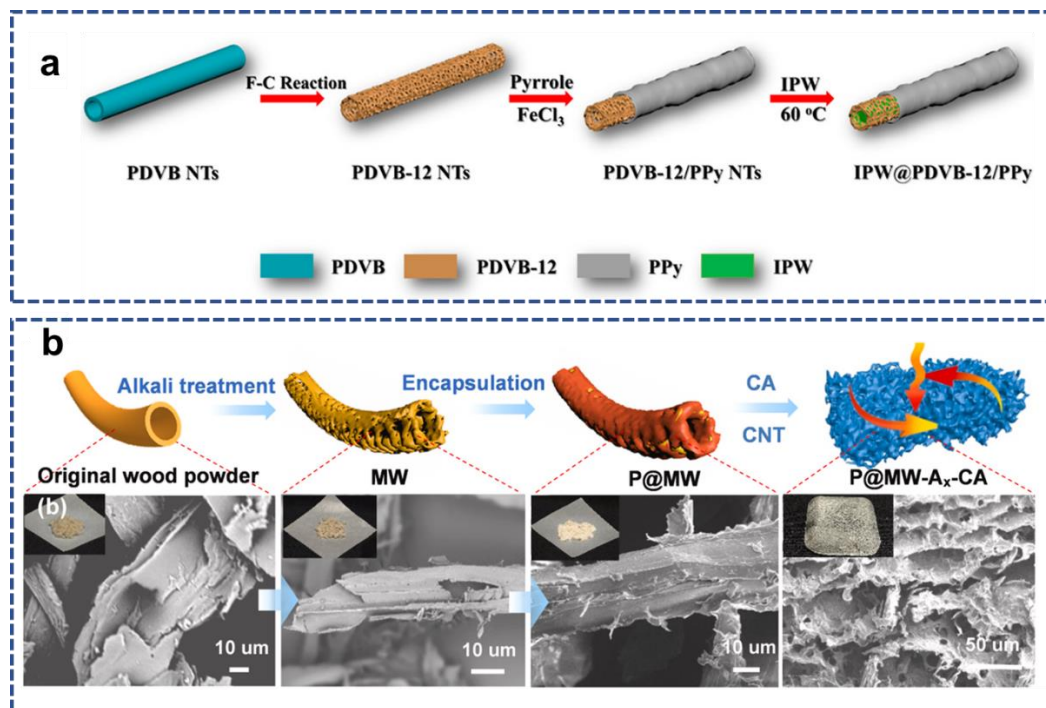 a
F-C Reaction
Pyrrole
FeCl₃
IPW
60 °C
PDVB NTs
PDVB-12 NTs
PDVB-12/PPy NTs
IPW@PDVB-12/PPy
PDVB
PDVB-12
PPy
IPW
b
Alkali treatment
Encapsulation
CA
CNT
Original wood powder
MW
P@MW
P@MW-Aₓ-CA
(b)
10 um
10 um
10 um
50 um